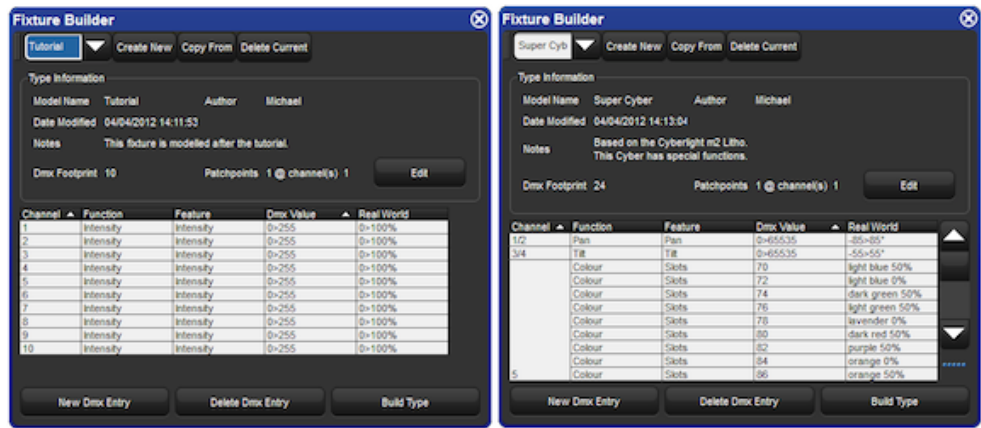 Fixture Builder
Tutorial Create New Copy From Delete Current
Type Information
Model Name Tutorial Author Michael
Date Modified 04/04/2012 14:11:53
Notes This fixture is modelled after the tutorial.
Dmx Footprint 10 Patchpoints 1 @ channel(s) 1 Edit
Channel Function Feature Dmx Value Real World
1 Intensity Intensity 0>255 0>100%
2 Intensity Intensity 0>255 0>100%
3 Intensity Intensity 0>255 0>100%
4 Intensity Intensity 0>255 0>100%
5 Intensity Intensity 0>255 0>100%
6 Intensity Intensity 0>255 0>100%
7 Intensity Intensity 0>255 0>100%
8 Intensity Intensity 0>255 0>100%
9 Intensity Intensity 0>255 0>100%
10 Intensity Intensity 0>255 0>100%
New Dmx Entry Delete Dmx Entry Build Type
Fixture Builder
Super Cyb Create New Copy From Delete Current
Type Information
Model Name Super Cyber Author Michael
Date Modified 04/04/2012 14:13:04
Notes Based on the Cyberlight m2 Litho.
This Cyber has special functions.
Dmx Footprint 24 Patchpoints 1 @ channel(s) 1 Edit
Channel Function Feature Dmx Value Real World
1/2 Pan Pan 0>65535 -85>85°
3/4 Tilt Tilt 0>65535 -55>55°
Colour Slots 70 light blue 50%
Colour Slots 72 light blue 0%
Colour Slots 74 dark green 50%
Colour Slots 76 light green 50%
Colour Slots 78 lavender 0%
Colour Slots 80 dark red 50%
Colour Slots 82 purple 50%
Colour Slots 84 orange 0%
5 Colour Slots 86 orange 50%
New Dmx Entry Delete Dmx Entry Build Type